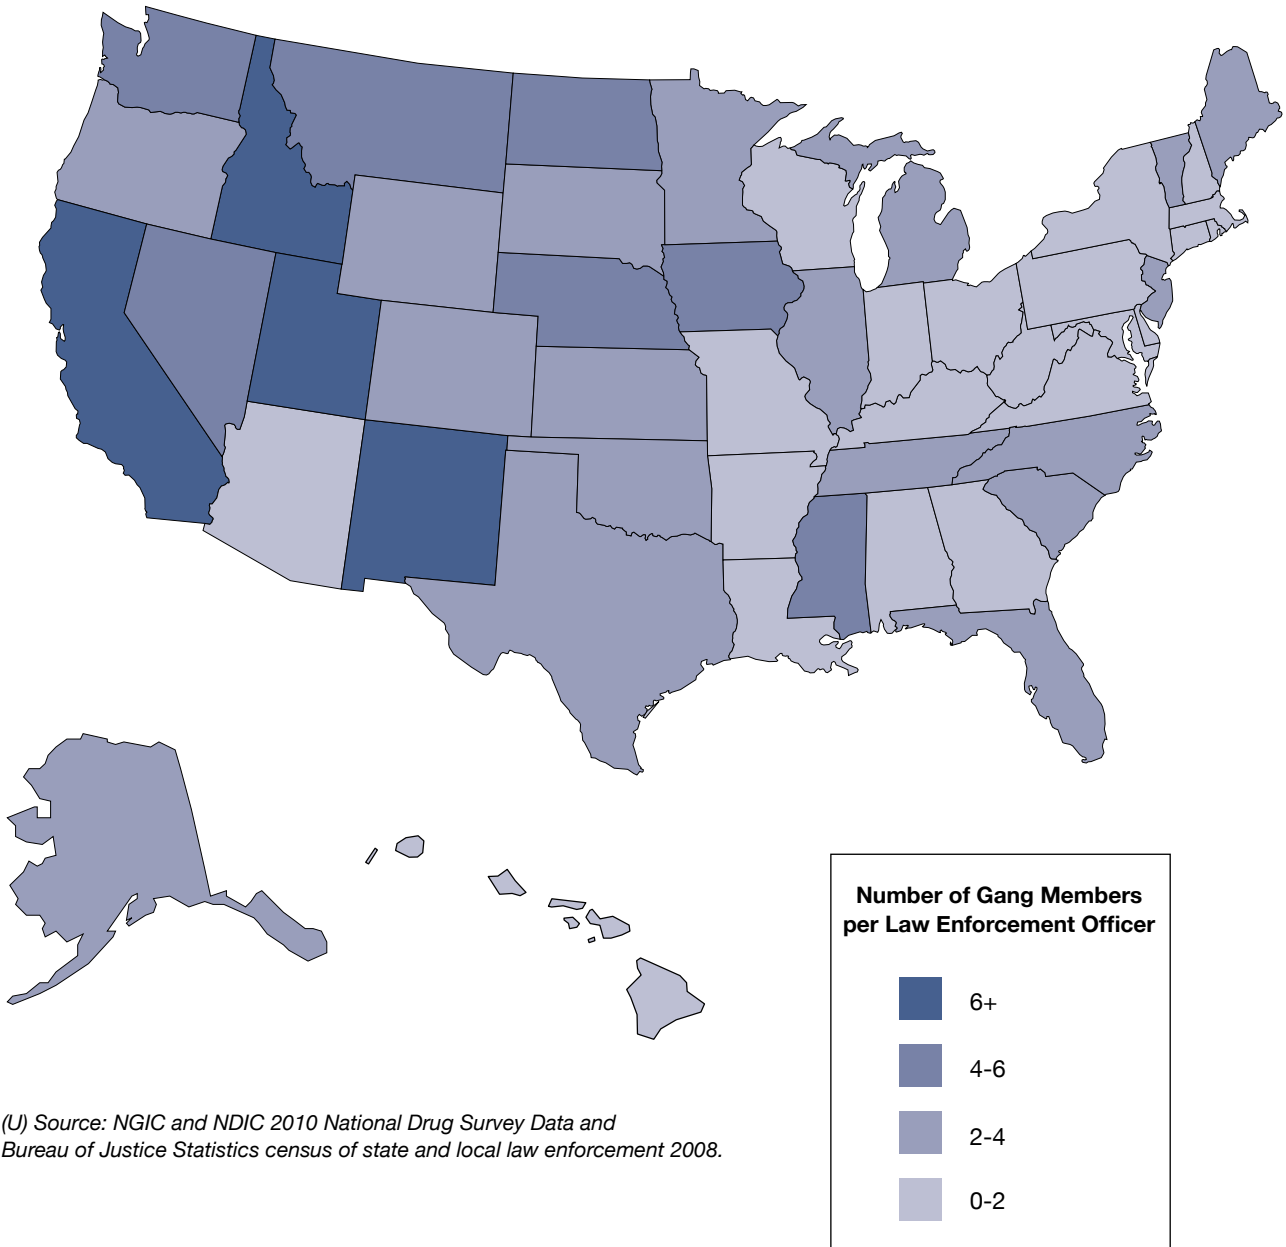 Number of Gang Members
per Law Enforcement Officer
6+
4-6
2-4
0-2
(U) Source: NGIC and NDIC 2010 National Drug Survey Data and
Bureau of Justice Statistics census of state and local law enforcement 2008.